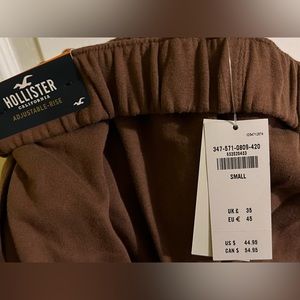 HOLLISTER
CALIFORNIA
ADJUSTABLE-RISE
347-571-0809-420
SMALL
UK £ 35
EU € 45
US $ 44.95
CAN $ 54.95